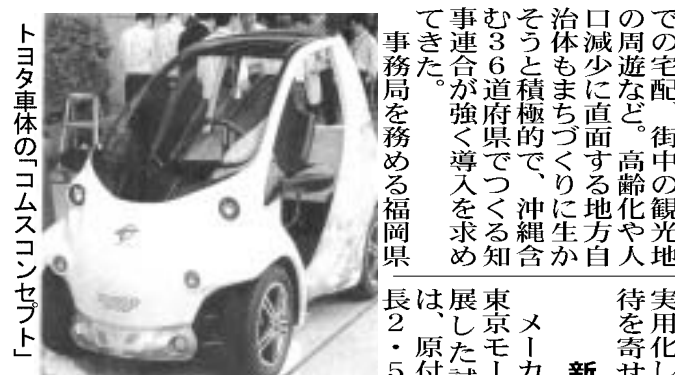 での宅配、街中の観光地
の周遊など。高齢化や人
口減少に直面する地方自
治体もまちづくりに生か
そうと積極的で、沖縄含
む36道府県でつくる知
事連合が強く導入を求め
てきた。
事務局を務める福岡県
実用化し
待を寄せ
新
メーカ
東京モー
展した試
は、原付
長2・5
トヨタ車体の「コムスコンセプト」